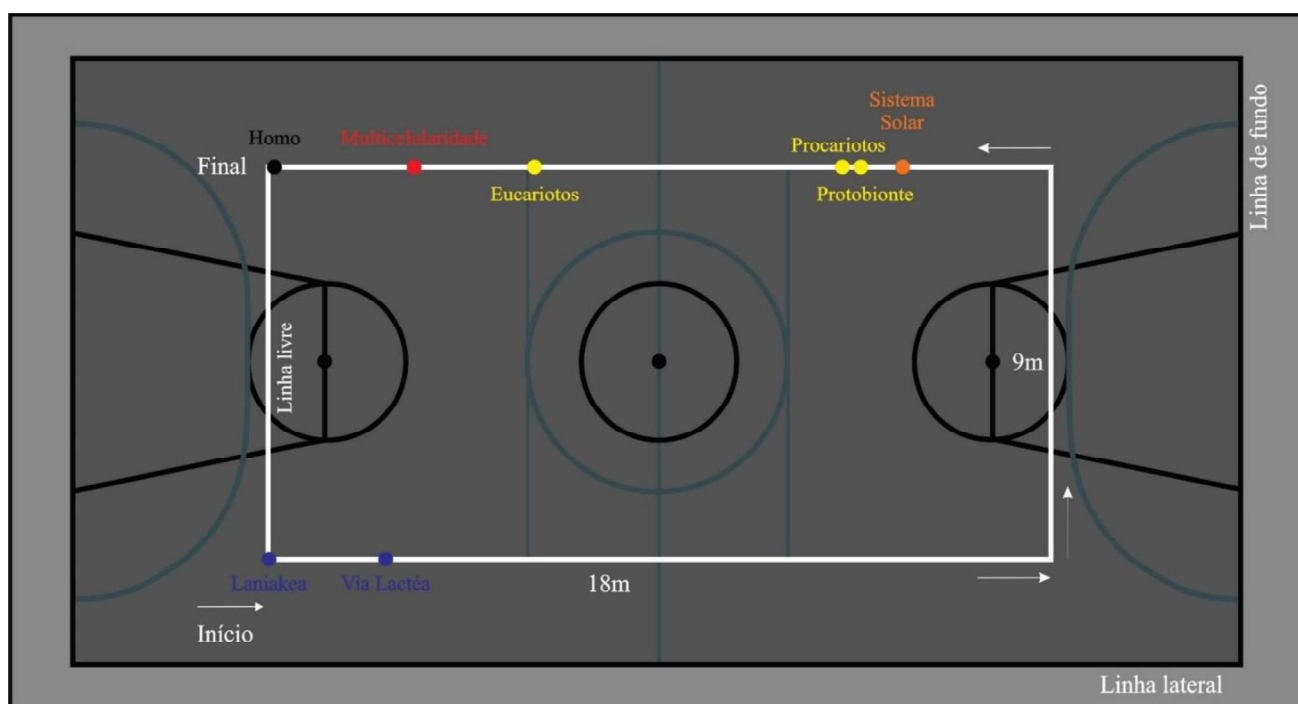 Sistema
Solar
Homo
Multicelularidade
Procariotos
Final
Eucariotos
Protobionte
Linha de fundo
Linha livre
9m
Laniakea
Via Lactéa
18m
Início
Linha lateral